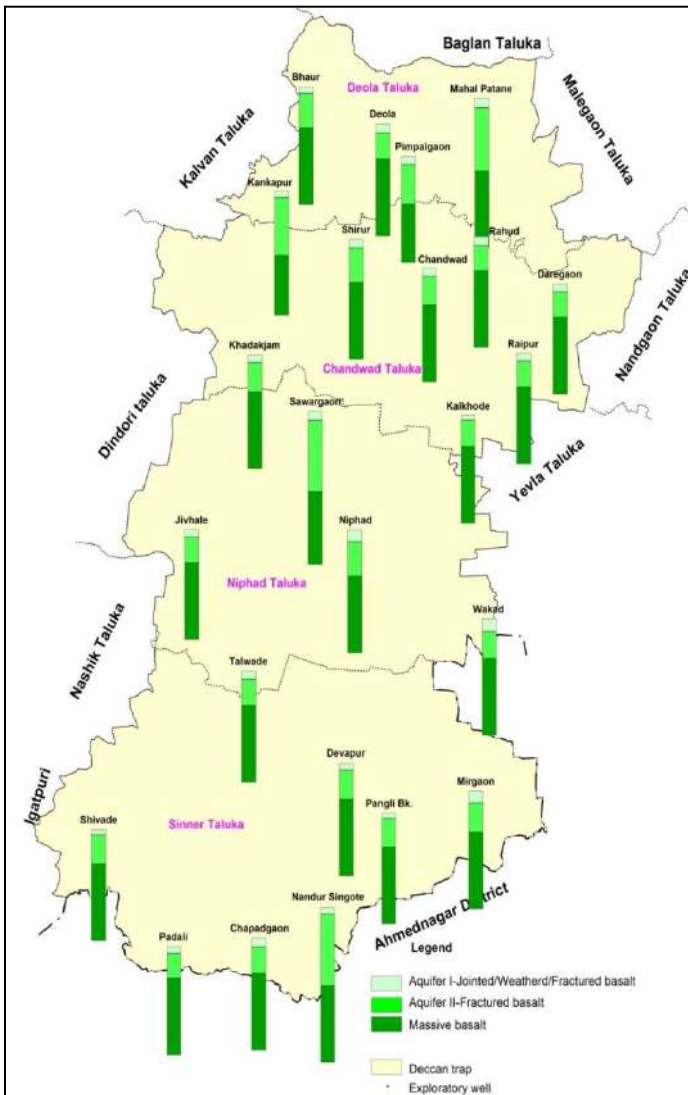 Baglan Taluka
Bhaur
Deola Taluka
Mahal Patane
Malegaon Taluka
Kalvan Taluka
Deola
Pimpalgaon
Kankapur
Shirur
Rahud
Chandwad
Daregaon
Nandgaon Taluka
Khadakjam
Raipur
Chandwad Taluka
Dindori taluka
Sawargaon
Kalkhode
Yevla Taluka
Jivhale
Niphad
Niphad Taluka
Nashik Taluka
Wakad
Talwade
Devapur
Mirgaon
Igatpuri
Pangli Bk.
Shivade
Sinner Taluka
Nandur Singote
Ahmednagar District
Padali
Chapadgaon
Legend
Aquifer I-Jointed/Weatherd/Fractured basalt
Aquifer II-Fractured basalt
Massive basalt
Deccan trap
Exploratory well